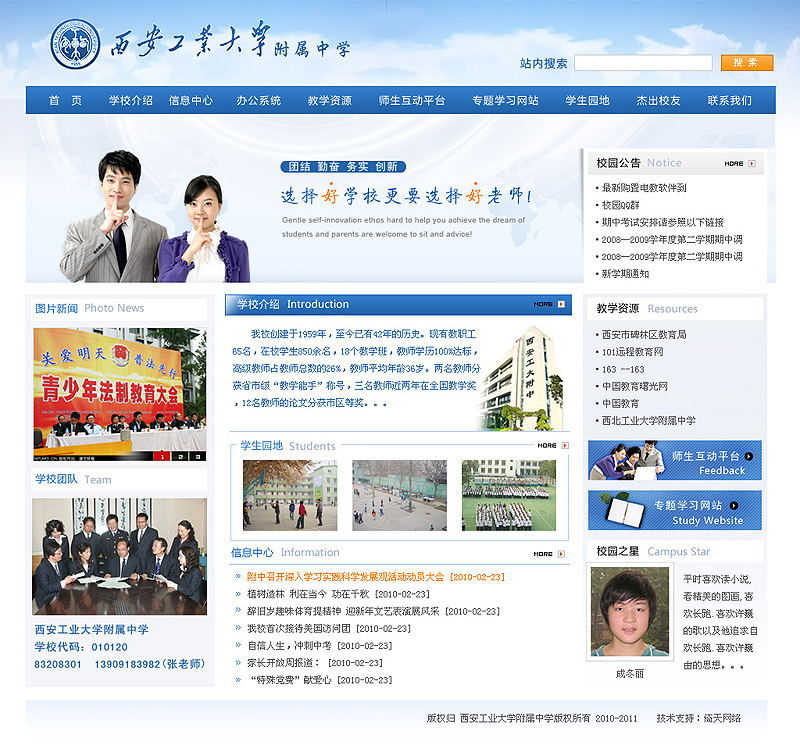 西安工业大学附属中学
站内搜索
搜 索
首 页 学校介绍 信息中心 办公系统 教学资源 师生互动平台 专题学习网站 学生园地 杰出校友 联系我们
团结 勤奋 务实 创新
选择好学校更要选择好老师!
Gentle self-innovation ethos hard to help you achieve the dream of
students and parents are welcome to sit and advice!
校园公告 Notice MORE
最新购置电教软件到
校园QQ群
期中考试安排请参照以下链接
2008—2009学年度第二学期期中调
2008—2009学年度第二学期期中调
新学期通知
图片新闻 Photo News
关爱明天 普法先行
青少年法制教育大会
1 2 3
学校团队 Team
西安工业大学附属中学
学校代码：010120
83208301 13909183982(张老师)
学校介绍 Introduction MORE
我校创建于1959年，至今已有42年的历史。现有教职工
65名，在校学生850余名，18个教学班，教师学历100%达标，
高级教师占教师总数的26%，教师平均年龄36岁。两名教师分
获省市级“教学能手”称号，三名教师近两年在全国教学奖
，12名教师的论文分获市区等奖。。。
西安工大附中
学生园地 Students MORE
信息中心 Information MORE
附中召开深入学习实践科学发展观活动动员大会 [2010-02-23]
植树造林 利在当今 功在千秋 [2010-02-23]
辞旧岁趣味体育提精神 迎新年文艺表演展风采 [2010-02-23]
我校首次接待美国访问团 [2010-02-23]
自信人生，冲刺中考 [2010-02-23]
家长开放周报道： [2010-02-23]
“特殊党费”献爱心 [2010-02-23]
教学资源 Resources
西安市碑林区教育局
101远程教育网
163 --163
中国教育曙光网
中国教育
西北工业大学附属中学
师生互动平台
Feedback
专题学习网站
Study Website
校园之星 Campus Star
平时喜欢读小说，
看精美的图画，喜
欢长跑．喜欢许巍
的歌以及他追求自
欢长跑．喜欢许巍
由的思想。。。
成冬丽
版权归 西安工业大学附属中学版权所有 2010-2011 技术支持：倚天网络